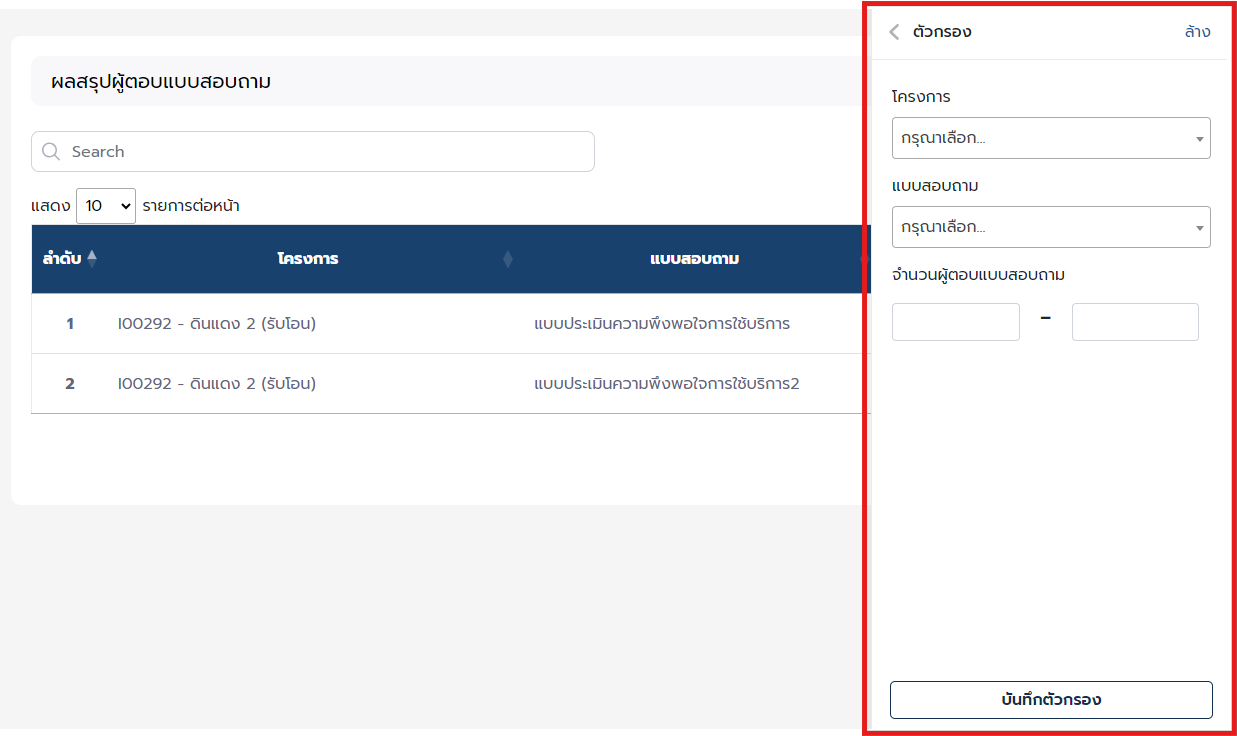 ผลสรุปผู้ตอบแบบสอบถาม
Search
แสดง 10 รายการต่อหน้า
ลำดับ โครงการ แบบสอบถาม
1 I00292 - ดินแดง 2 (รับโอน) แบบประเมินความพึงพอใจการใช้บริการ
2 I00292 - ดินแดง 2 (รับโอน) แบบประเมินความพึงพอใจการใช้บริการ2
ตัวกรอง ล้าง
โครงการ
กรุณาเลือก...
แบบสอบถาม
กรุณาเลือก...
จำนวนผู้ตอบแบบสอบถาม
–
บันทึกตัวกรอง